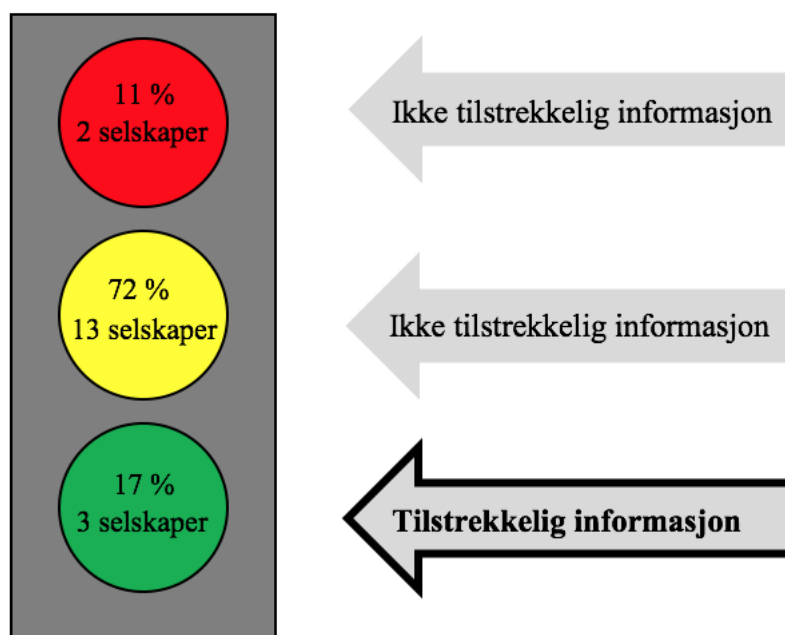 11 %
2 selskaper
Ikke tilstrekkelig informasjon
72 %
13 selskaper
Ikke tilstrekkelig informasjon
17 %
3 selskaper
Tilstrekkelig informasjon